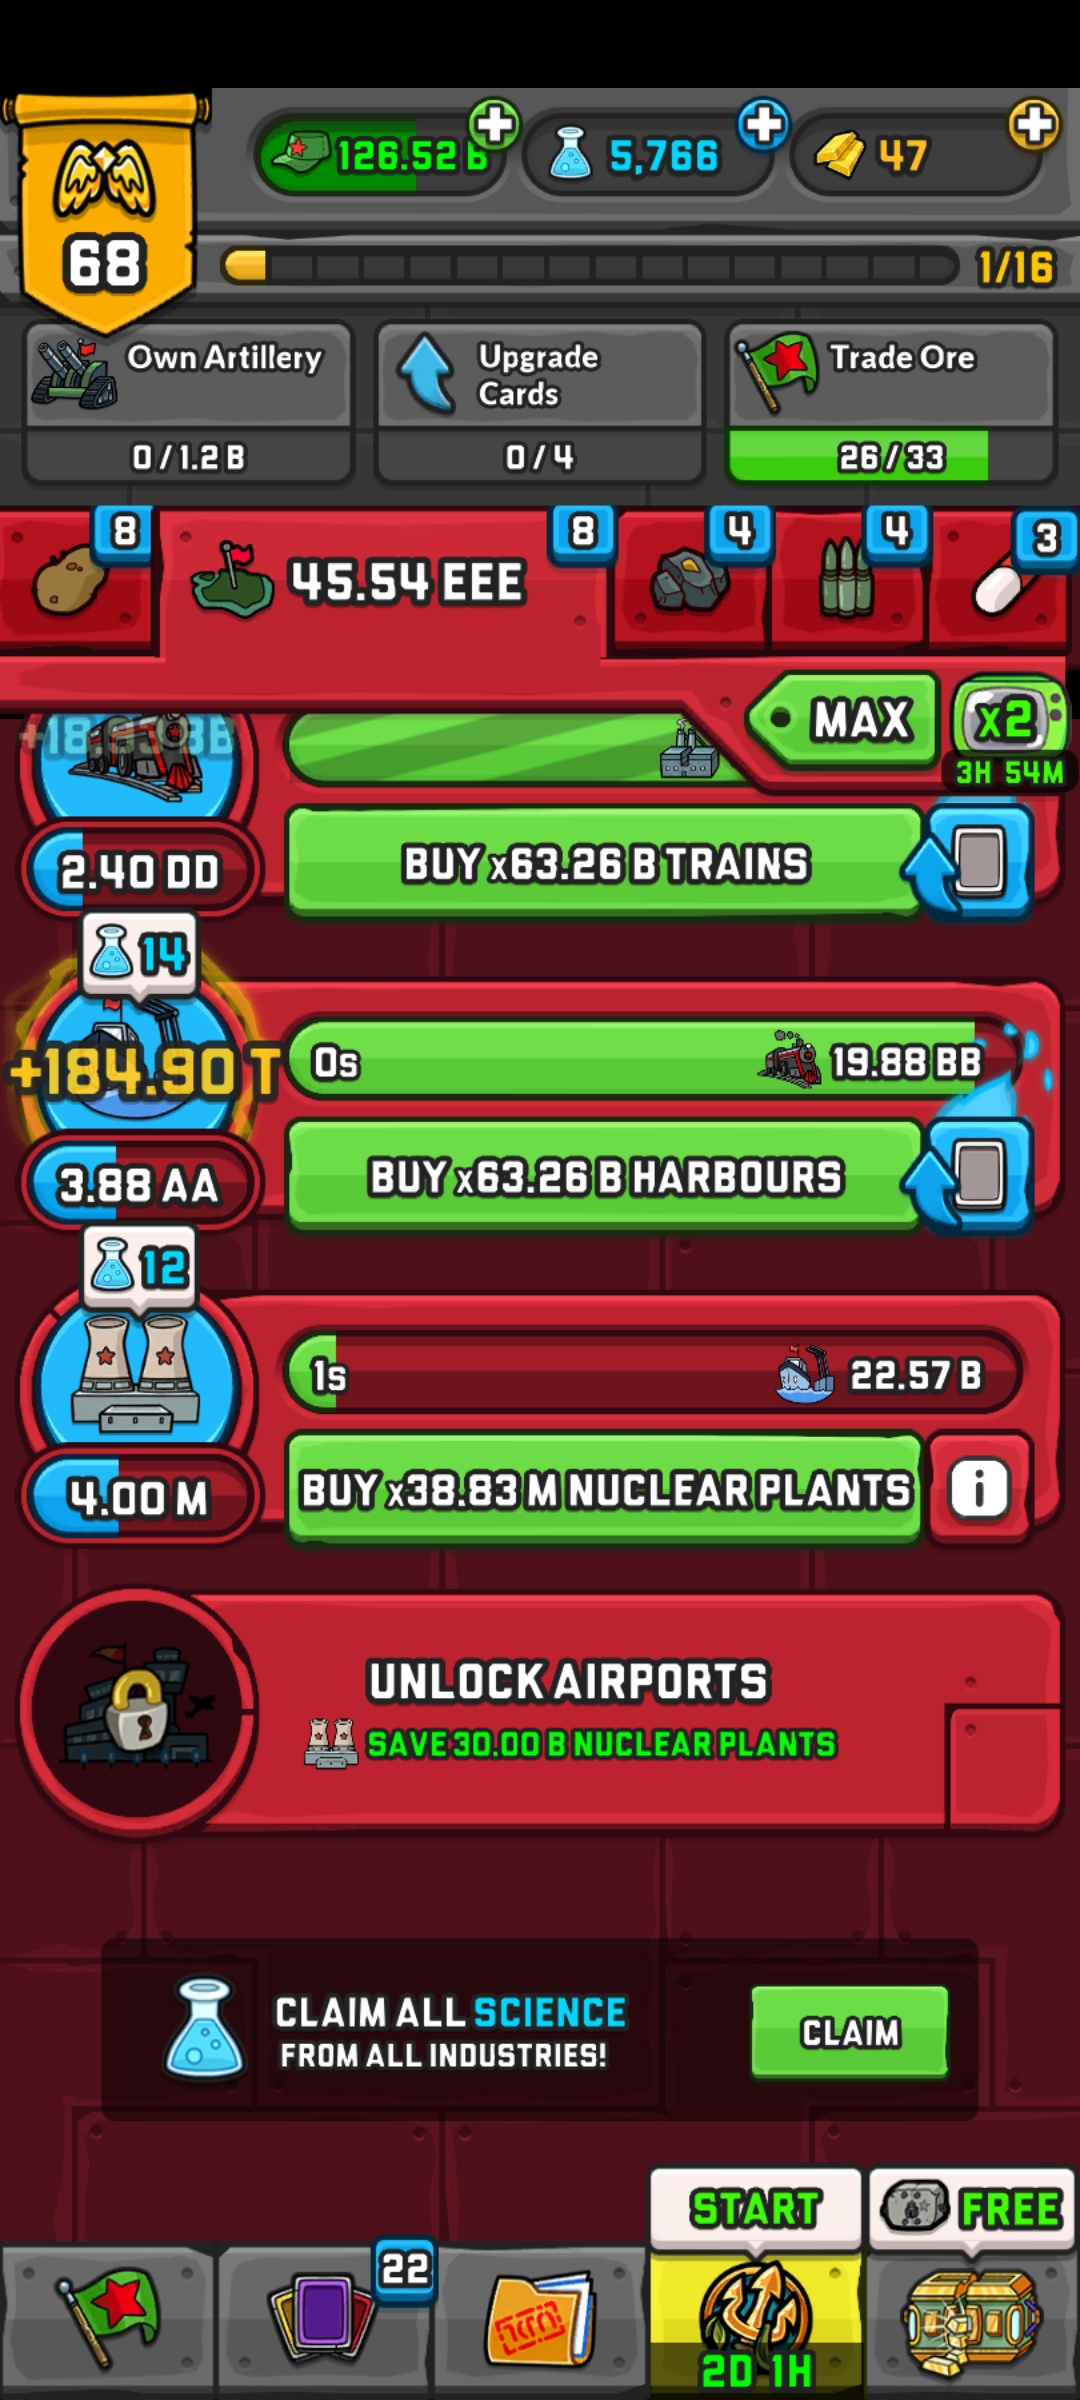 126.52 B
5,766
47
68
1/16
Own Artillery
0/1.2 B
Upgrade
Cards
0/4
Trade Ore
26/33
8
45.54 EEE
8
4
4
3
MAX
x2
3H 54M
2.40 DD
BUY x63.26 B TRAINS
14
+184.90 T
0s
19.88 BB
3.88 AA
BUY x63.26 B HARBOURS
12
1s
22.57 B
4.00 M
BUY x38.83 M NUCLEAR PLANTS
i
UNLOCK AIRPORTS
SAVE 30.00 B NUCLEAR PLANTS
CLAIM ALL SCIENCE
FROM ALL INDUSTRIES!
CLAIM
START
FREE
22
2D 1H